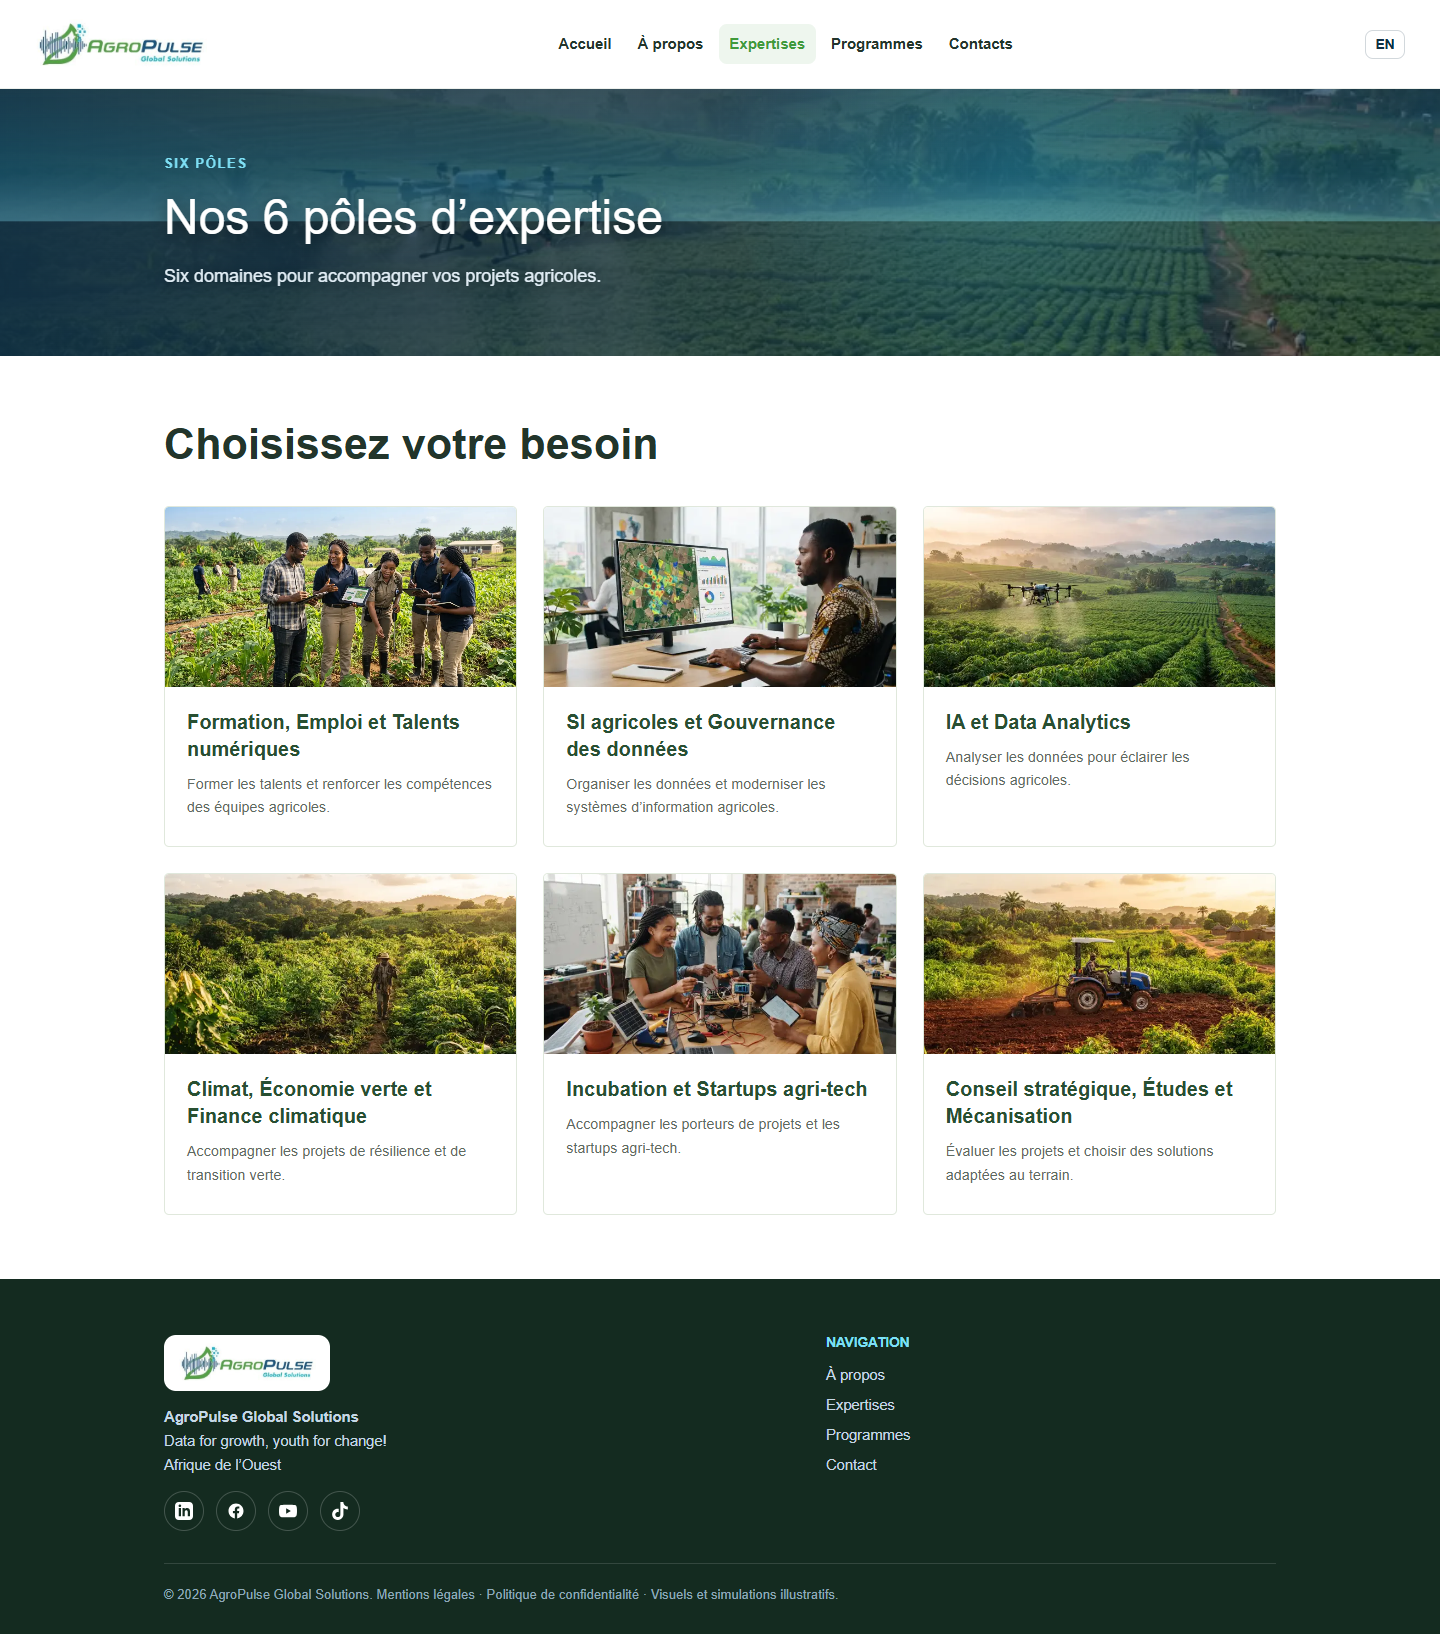 AGROPULSE
Global Solutions
Accueil
À propos
Expertises
Programmes
Contacts
EN
SIX PÔLES
Nos 6 pôles d’expertise
Six domaines pour accompagner vos projets agricoles.
Choisissez votre besoin
Formation, Emploi et Talents
numériques
Former les talents et renforcer les compétences
des équipes agricoles.
SI agricoles et Gouvernance
des données
Organiser les données et moderniser les
systèmes d’information agricoles.
IA et Data Analytics
Analyser les données pour éclairer les
décisions agricoles.
Climat, Économie verte et
Finance climatique
Accompagner les projets de résilience et de
transition verte.
Incubation et Startups agri-tech
Accompagner les porteurs de projets et les
startups agri-tech.
Conseil stratégique, Études et
Mécanisation
Évaluer les projets et choisir des solutions
adaptées au terrain.
AGROPULSE
Global Solutions
AgroPulse Global Solutions
Data for growth, youth for change!
Afrique de l’Ouest
NAVIGATION
À propos
Expertises
Programmes
Contact
© 2026 AgroPulse Global Solutions. Mentions légales · Politique de confidentialité · Visuels et simulations illustratifs.